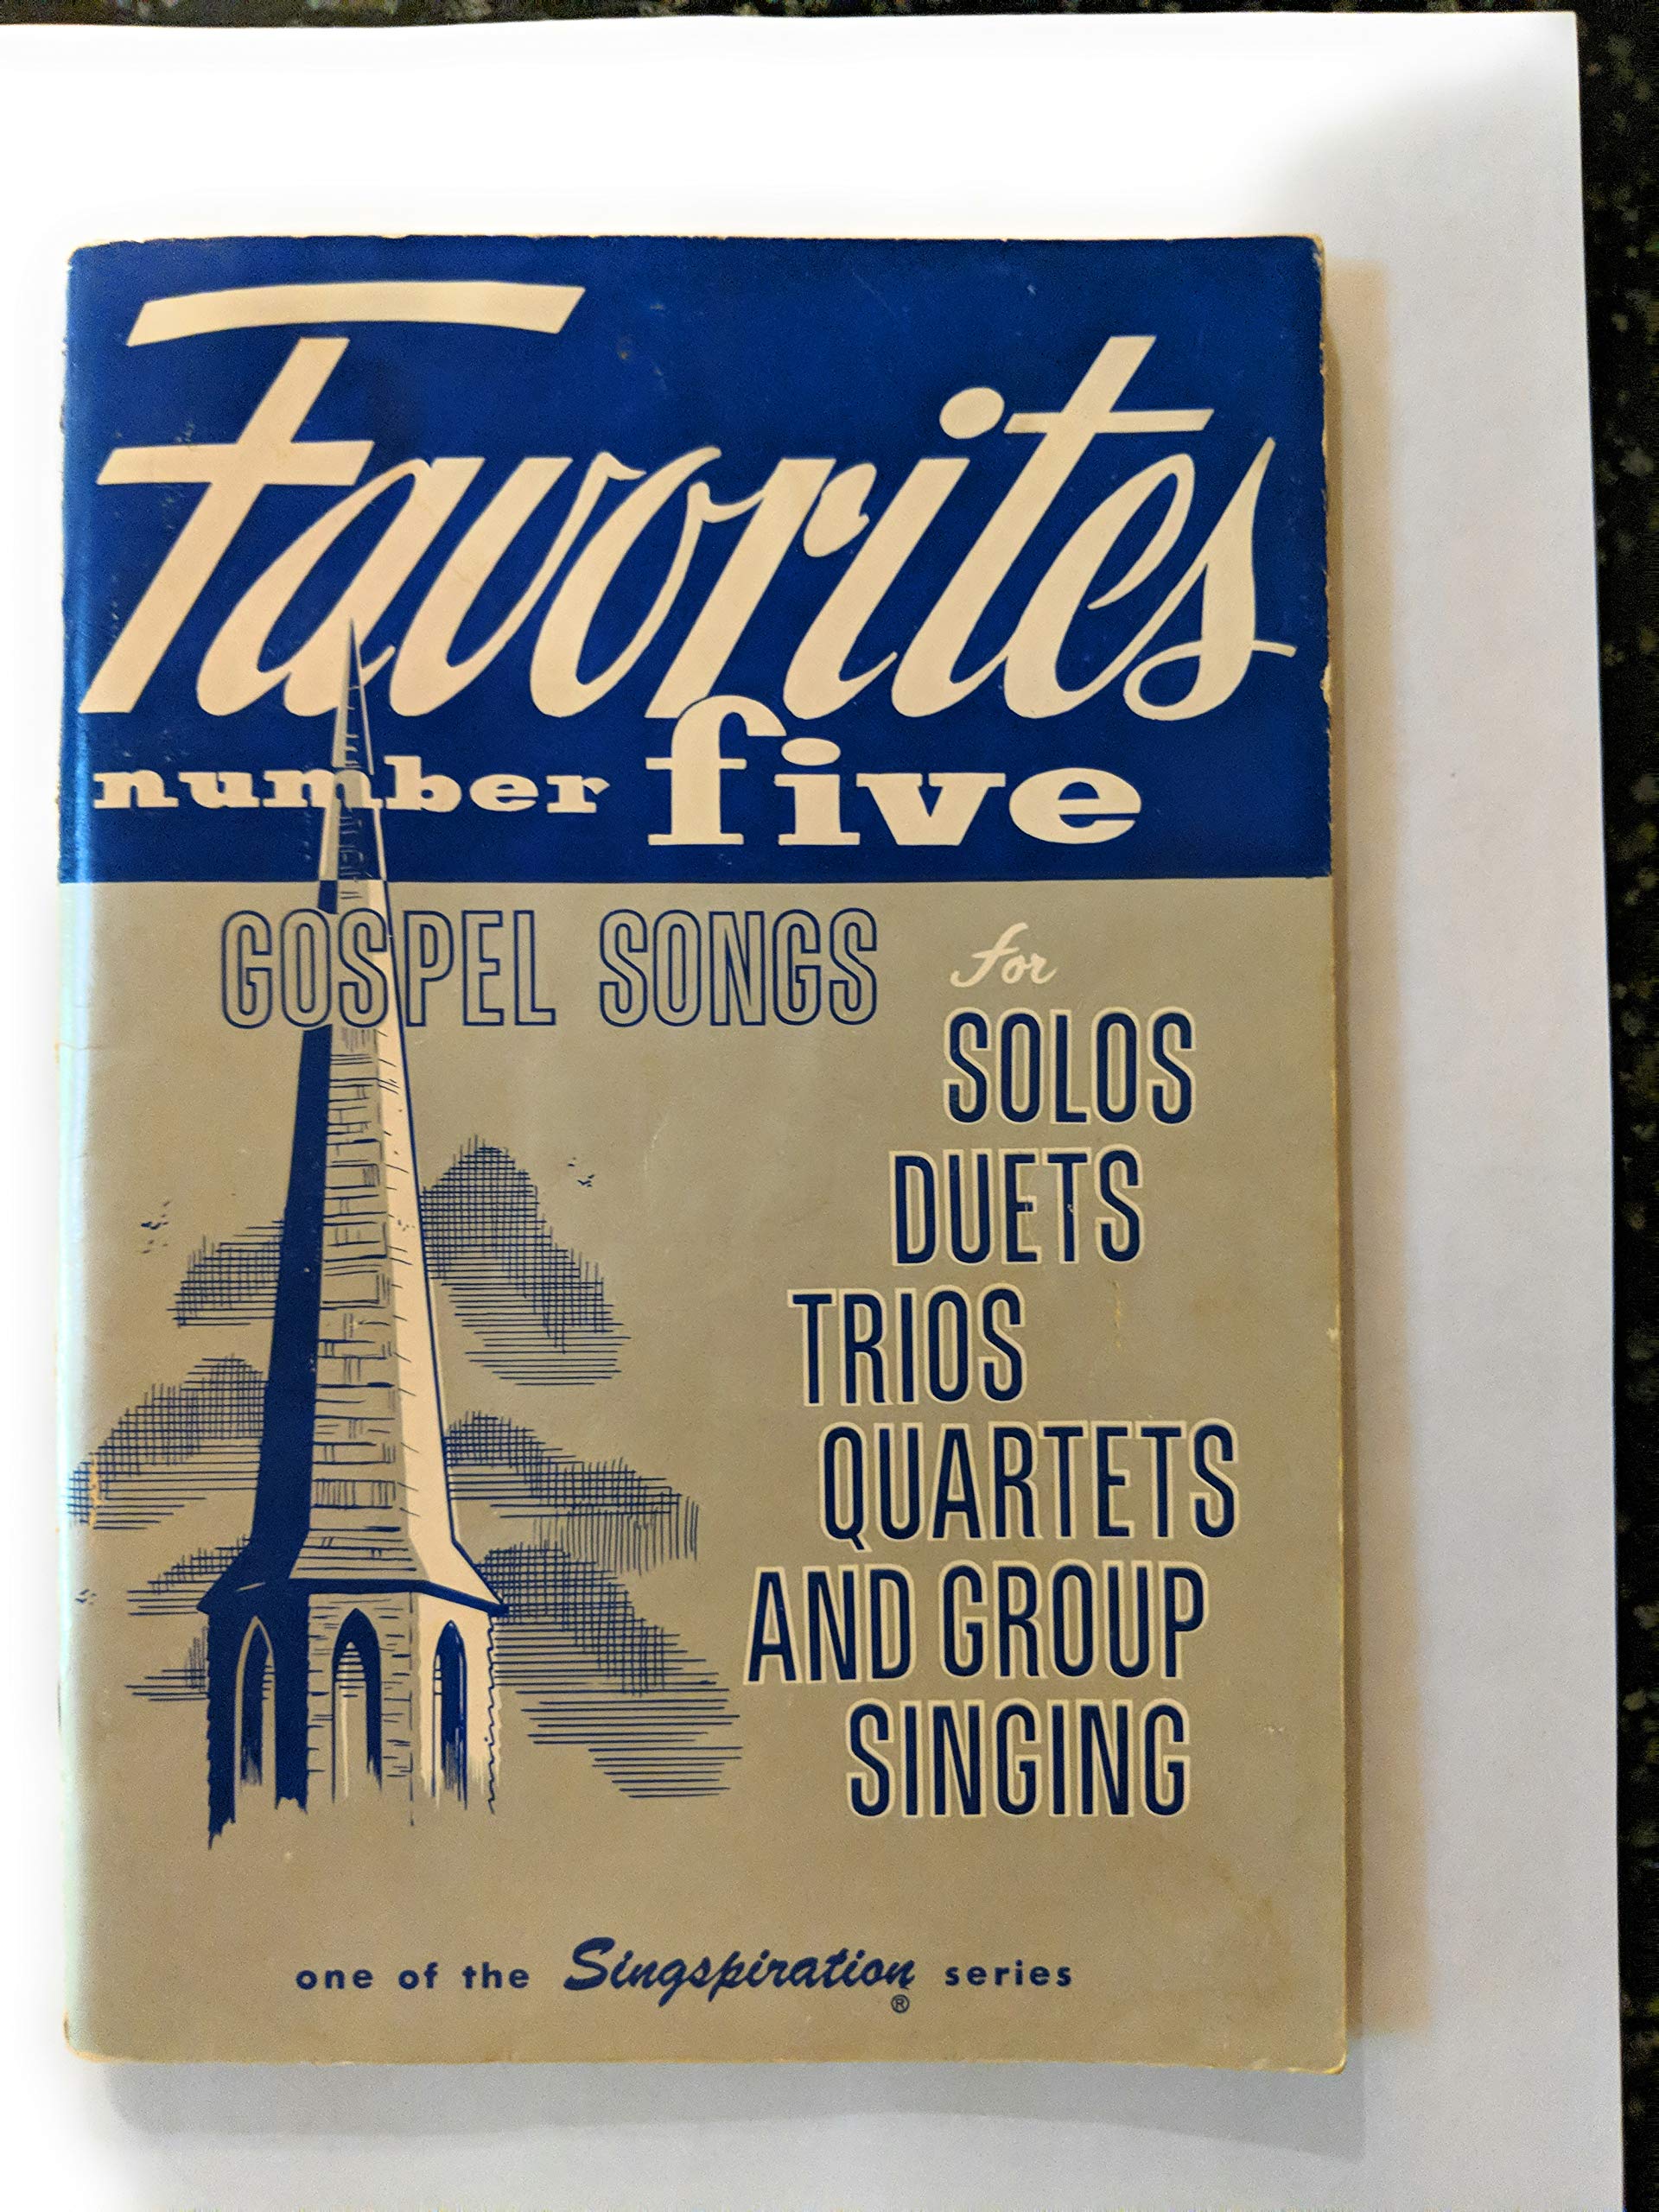 Favorites
number five
GOSPEL SONGS for
SOLOS
DUETS
TRIOS
QUARTETS
AND GROUP
SINGING
one of the Singspiration® series